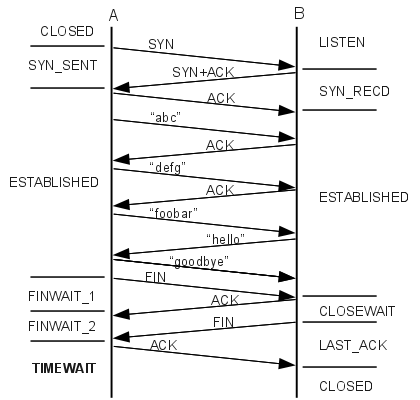 A
B
CLOSED
SYN
LISTEN
SYN_SENT
SYN+ACK
SYN_RECD
ACK
“abc”
ACK
“defg”
ESTABLISHED
ACK
ESTABLISHED
“foobar”
“hello”
“goodbye”
FIN
FINWAIT_1
ACK
CLOSEWAIT
FINWAIT_2
FIN
LAST_ACK
ACK
TIMEWAIT
CLOSED